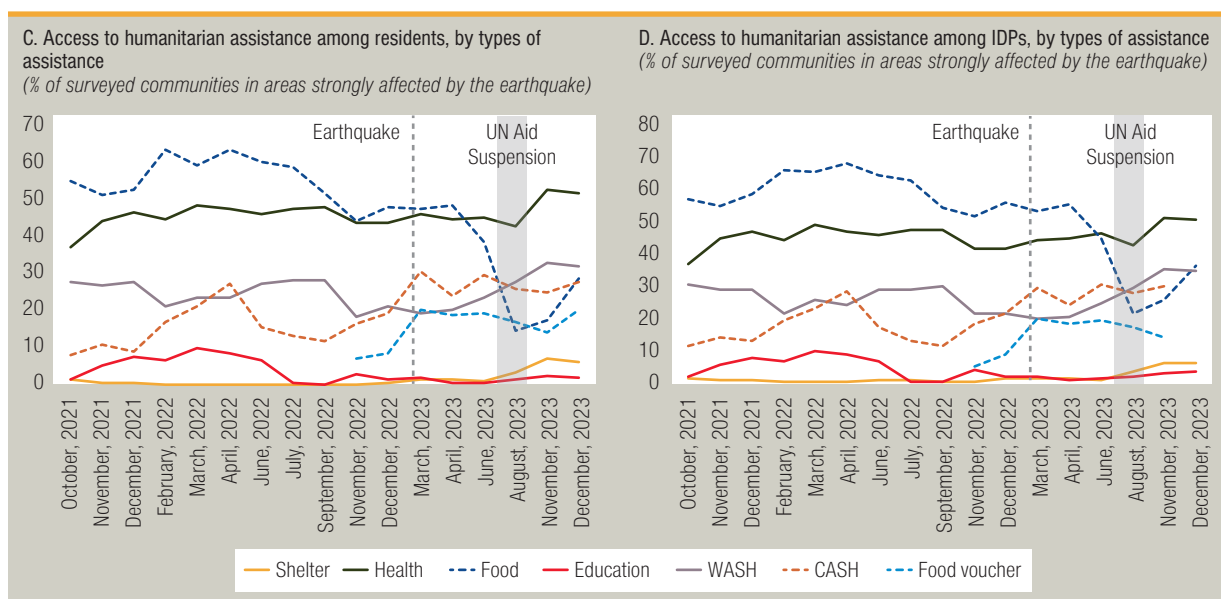 C. Access to humanitarian assistance among residents, by types of
assistance
(% of surveyed communities in areas strongly affected by the earthquake)
70
60
50
40
30
20
10
0
Earthquake
UN Aid
Suspension
October, 2021
November, 2021
December, 2021
February, 2022
March, 2022
April, 2022
June, 2022
July, 2022
September, 2022
November, 2022
December, 2022
March, 2023
April, 2023
June, 2023
August, 2023
November, 2023
December, 2023
D. Access to humanitarian assistance among IDPs, by types of assistance
(% of surveyed communities in areas strongly affected by the earthquake)
80
70
60
50
40
30
20
10
0
Earthquake
UN Aid
Suspension
October, 2021
November, 2021
December, 2021
February, 2022
March, 2022
April, 2022
June, 2022
July, 2022
September, 2022
November, 2022
December, 2022
March, 2023
April, 2023
June, 2023
August, 2023
November, 2023
December, 2023
Shelter Health Food Education WASH CASH Food voucher